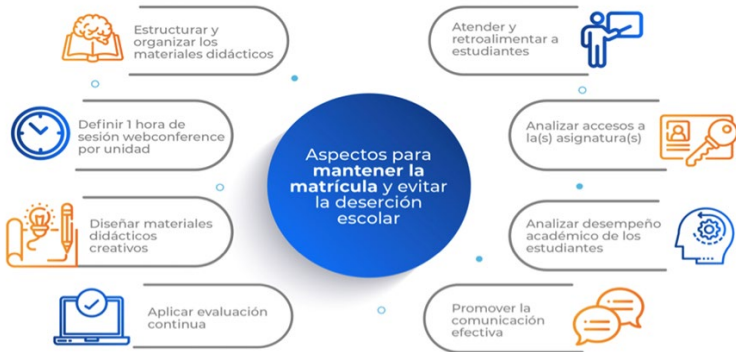 Estructurar y
organizar los
materiales didácticos
Definir 1 hora de
sesión webconference
por unidad
Diseñar materiales
didácticos
creativos
Aplicar evaluación
continua
Aspectos para
mantener la
matrícula y evitar
la deserción
escolar
Atender y
retroalimentar a
estudiantes
Analizar accesos a
la(s) asignatura(s)
Analizar desempeño
académico de los
estudiantes
Promover la
comunicación
efectiva